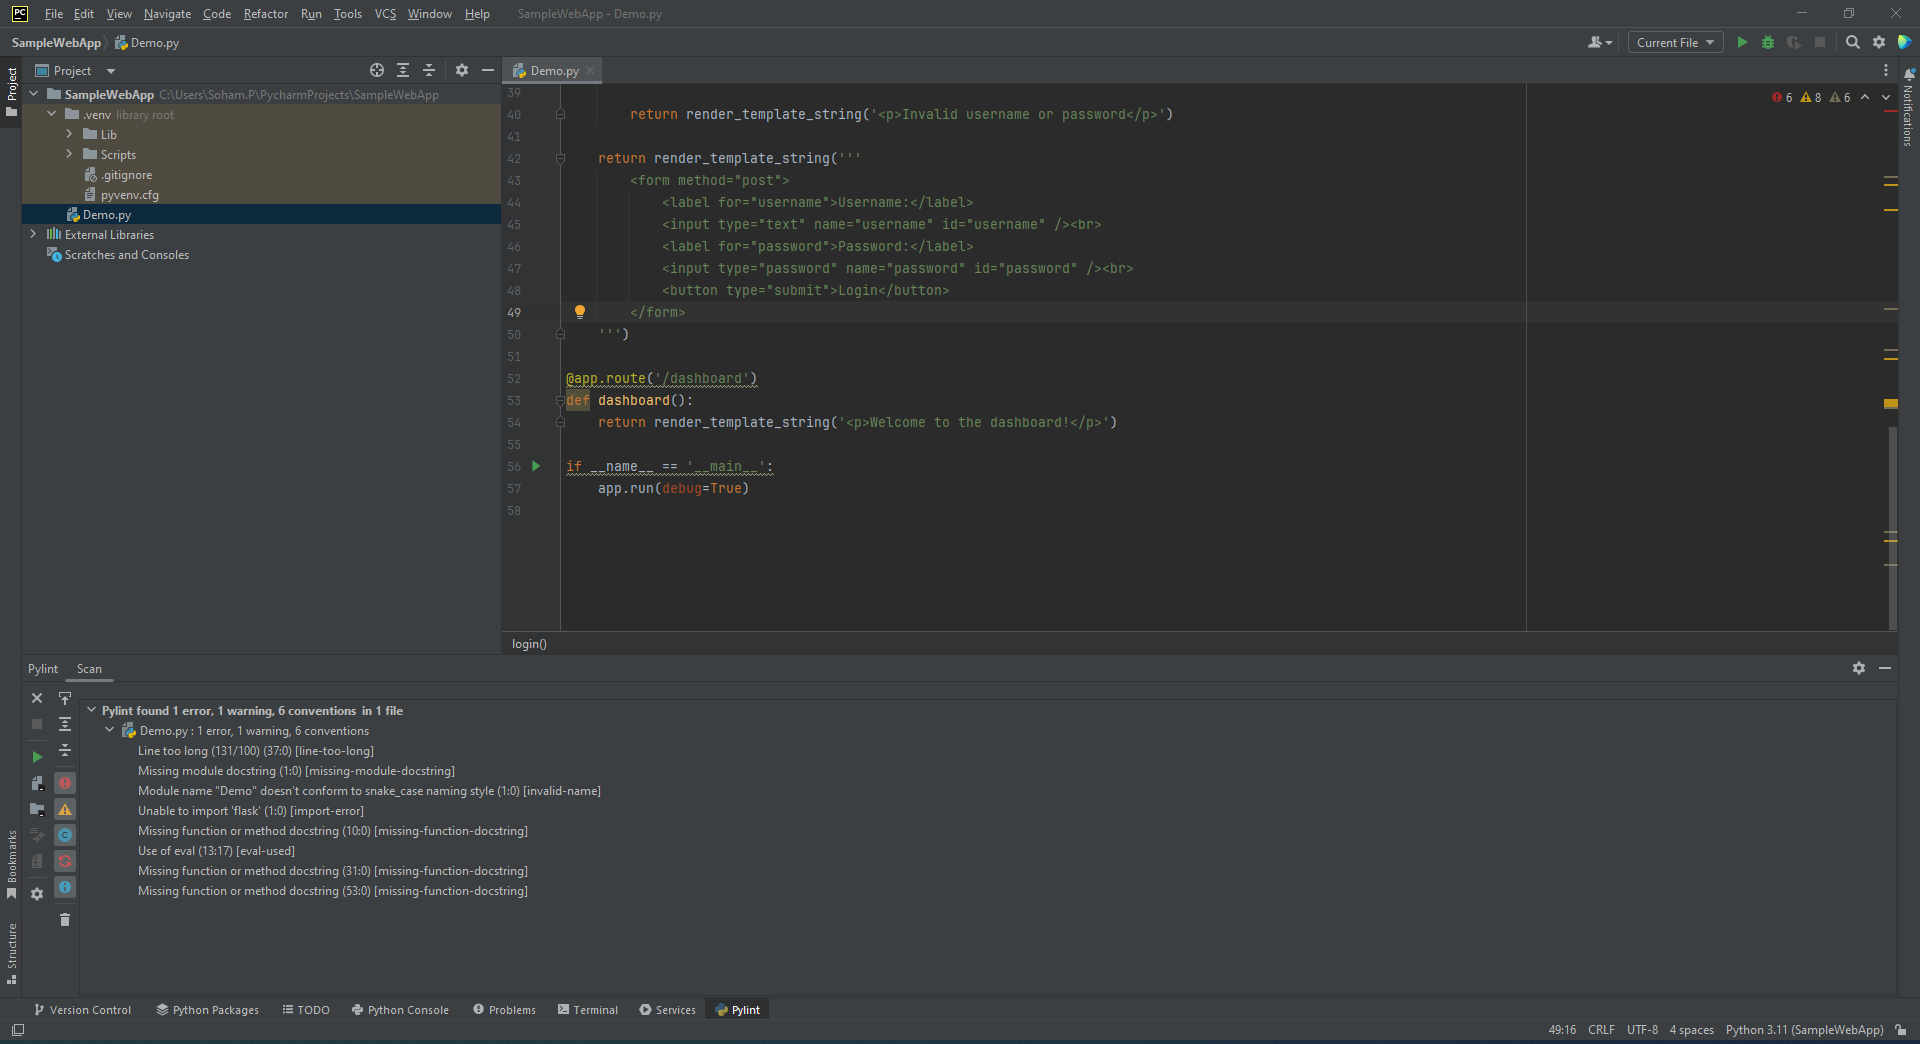 PC File Edit View Navigate Code Refactor Run Tools VCS Window Help SampleWebApp - Demo.py
SampleWebApp Demo.py Current File
Project
Project
SampleWebApp C:\Users\Soham.P\PycharmProjects\SampleWebApp
.venv library root
Lib
Scripts
.gitignore
pyvenv.cfg
Demo.py
External Libraries
Scratches and Consoles
Demo.py
6 8 6
Notifications
39
40 return render_template_string('<p>Invalid username or password</p>')
41
42 return render_template_string('''
43 <form method="post">
44 <label for="username">Username:</label>
45 <input type="text" name="username" id="username" /><br>
46 <label for="password">Password:</label>
47 <input type="password" name="password" id="password" /><br>
48 <button type="submit">Login</button>
49 </form>
50 ''')
51
52 @app.route('/dashboard')
53 def dashboard():
54 return render_template_string('<p>Welcome to the dashboard!</p>')
55
56 if __name__ == '__main__':
57 app.run(debug=True)
58
login()
Pylint Scan
Pylint found 1 error, 1 warning, 6 conventions in 1 file
Demo.py : 1 error, 1 warning, 6 conventions
Line too long (131/100) (37:0) [line-too-long]
Missing module docstring (1:0) [missing-module-docstring]
Module name "Demo" doesn't conform to snake_case naming style (1:0) [invalid-name]
Unable to import 'flask' (1:0) [import-error]
Missing function or method docstring (10:0) [missing-function-docstring]
Use of eval (13:17) [eval-used]
Missing function or method docstring (31:0) [missing-function-docstring]
Missing function or method docstring (53:0) [missing-function-docstring]
Bookmarks
Structure
Version Control Python Packages TODO Python Console Problems Terminal Services Pylint
49:16 CRLF UTF-8 4 spaces Python 3.11 (SampleWebApp)